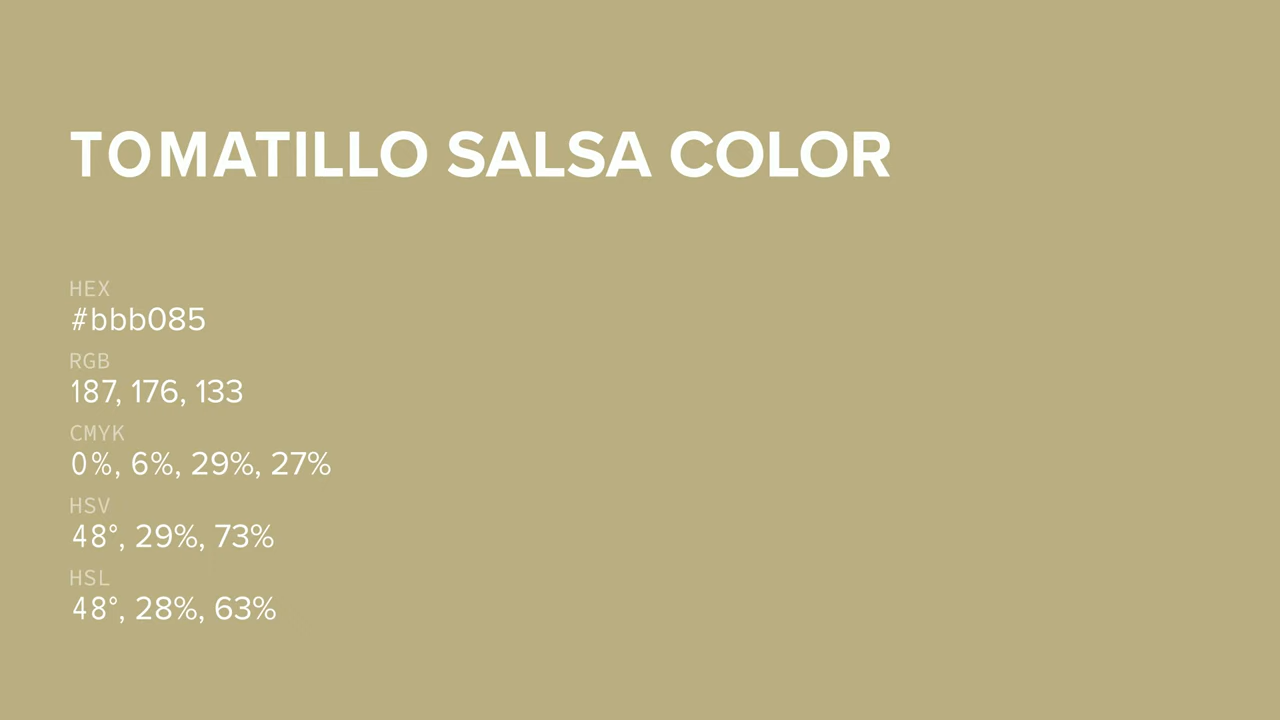 TOMATILLO SALSA COLOR
HEX
#bbb085
RGB
187, 176, 133
CMYK
0%, 6%, 29%, 27%
HSV
48°, 29%, 73%
HSL
48°, 28%, 63%